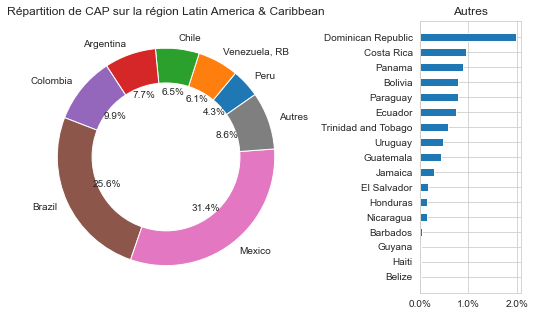 Répartition de CAP sur la région Latin America & Caribbean
Chile
Argentina
Venezuela, RB
Colombia
Peru
Autres
Brazil
Mexico
6.5%
7.7%
6.1%
9.9%
4.3%
8.6%
25.6%
31.4%
Autres
Dominican Republic
Costa Rica
Panama
Bolivia
Paraguay
Ecuador
Trinidad and Tobago
Uruguay
Guatemala
Jamaica
El Salvador
Honduras
Nicaragua
Barbados
Guyana
Haiti
Belize
0.0% 1.0% 2.0%